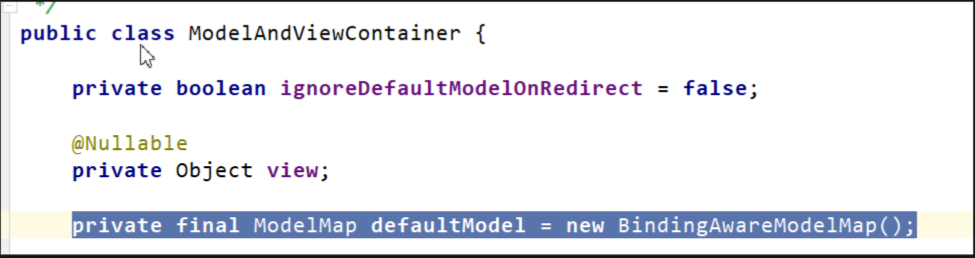 */
public class ModelAndViewContainer {
private boolean ignoreDefaultModelOnRedirect = false;
@Nullable
private Object view;
private final ModelMap defaultModel = new BindingAwareModelMap();